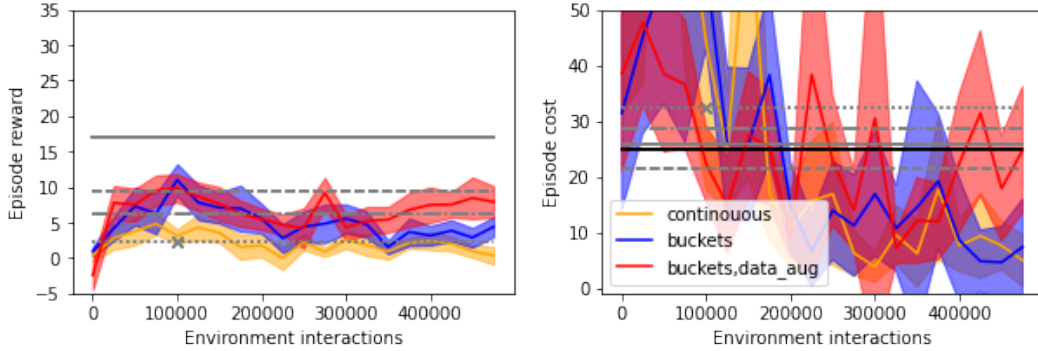 35
30
25
20
15
10
5
0
-5
Episode reward
0 100000 200000 300000 400000
Environment interactions
50
40
30
20
10
0
Episode cost
continouous
buckets
buckets,data_aug
0 100000 200000 300000 400000
Environment interactions